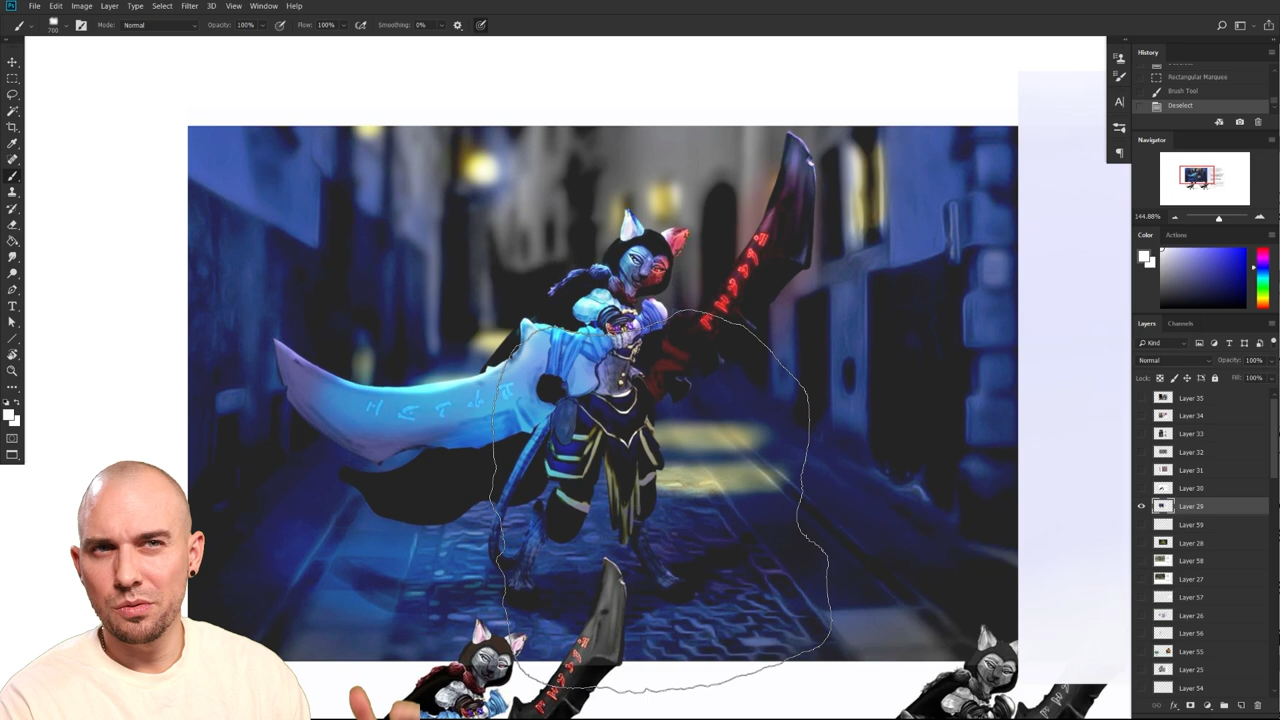 Ps File Edit Image Layer Type Select Filter 3D View Window Help
700 Mode: Normal Opacity: 100% Flow: 100% Smoothing: 0%
History
Deselect
Rectangular Marquee
Brush Tool
Deselect
Navigator
144.88%
Color Actions
Layers Channels
Kind
Normal Opacity: 100%
Lock: Fill: 100%
Layer 35
Layer 34
Layer 33
Layer 32
Layer 31
Layer 30
Layer 29
Layer 59
Layer 28
Layer 58
Layer 27
Layer 57
Layer 26
Layer 56
Layer 55
Layer 25
Layer 54